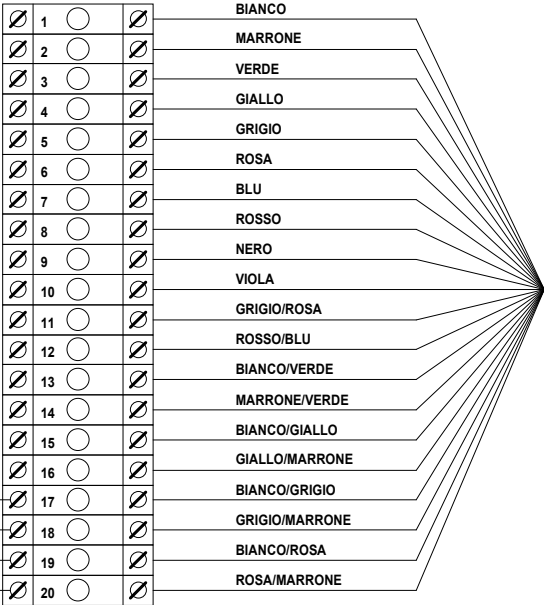 1 BIANCO
2 MARRONE
3 VERDE
4 GIALLO
5 GRIGIO
6 ROSA
7 BLU
8 ROSSO
9 NERO
10 VIOLA
11 GRIGIO/ROSA
12 ROSSO/BLU
13 BIANCO/VERDE
14 MARRONE/VERDE
15 BIANCO/GIALLO
16 GIALLO/MARRONE
17 BIANCO/GRIGIO
18 GRIGIO/MARRONE
19 BIANCO/ROSA
20 ROSA/MARRONE